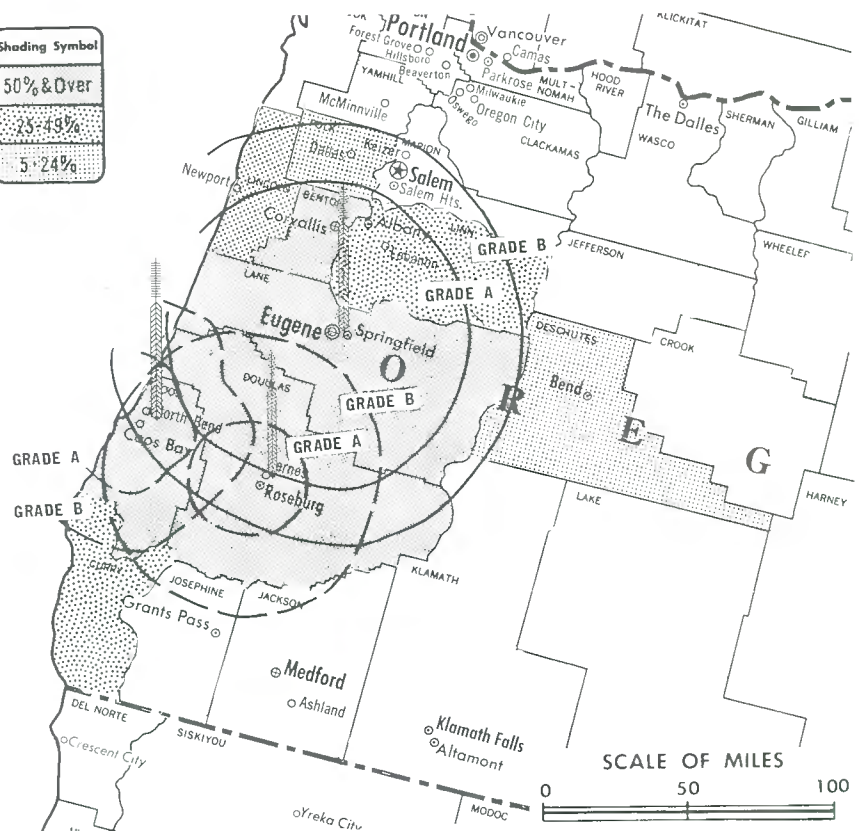 Shading Symbol
50% & Over
25-49%
5-24%
KLICKITAT
Portland
Vancouver
Forest Grove
Camas
Hillsboro
Beaverton
Parkrose
YAMHILL
MULT-
NOMAH
HOOD
RIVER
McMinnville
Milwaukie
Oswego
Oregon City
The Dalles
SHERMAN
GILLIAM
WASCO
CLACKAMAS
POLK
Dallas
Keizer
MARION
Salem
Salem Hts.
Newport
LINCOLN
BENTON
Corvallis
Albany
LINN
Lebanon
GRADE B
JEFFERSON
WHEELER
LANE
GRADE A
Eugene
Springfield
DESCHUTES
CROOK
O
R
E
G
Bend
DOUGLAS
GRADE B
North Bend
Coos Bay
GRADE A
GRADE A
Roseburg
GRADE B
LAKE
HARNEY
CURRY
JOSEPHINE
JACKSON
KLAMATH
Grants Pass
Medford
Ashland
DEL NORTE
SISKIYOU
Klamath Falls
Altamont
Crescent City
Yreka City
MODOC
SCALE OF MILES
0 50 100